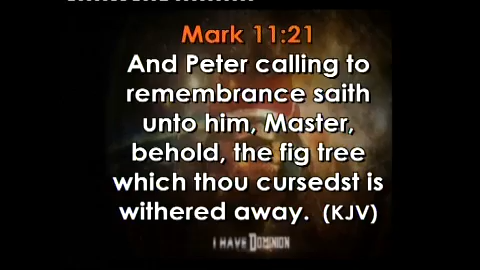 Mark 11:21
And Peter calling to
remembrance saith
unto him, Master,
behold, the fig tree
which thou cursedst is
withered away. (KJV)
I HAVE DOMINION